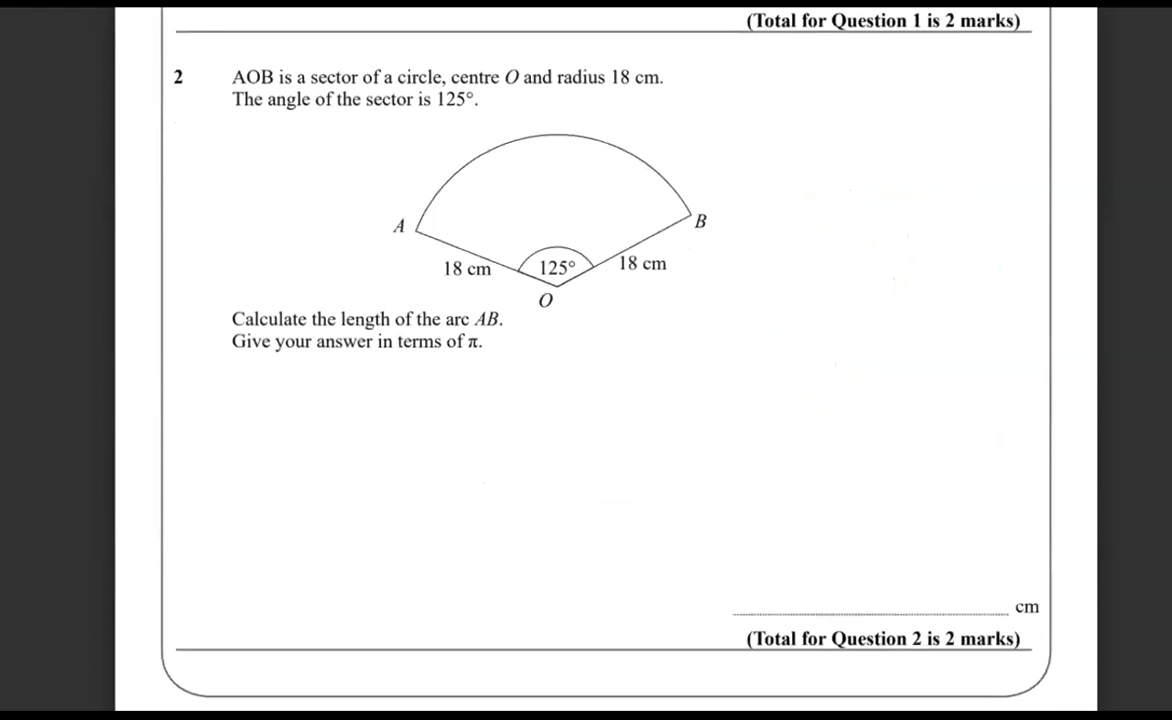 (Total for Question 1 is 2 marks)
2 AOB is a sector of a circle, centre O and radius 18 cm.
The angle of the sector is 125°.
A
B
18 cm
125°
18 cm
O
Calculate the length of the arc AB.
Give your answer in terms of π.
cm
(Total for Question 2 is 2 marks)